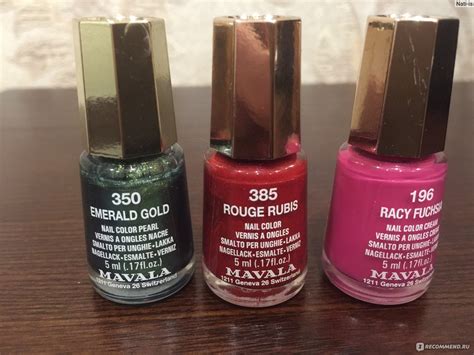 Nati-is
350
EMERALD GOLD
NAIL COLOR PEARL
VERNIS A ONGLES NACRE
SMALTO PER UNGHIE - LAKKA
NAGELLACK - ESMALTE - VERNIZ
5 ml (.17fl.oz.)
MAVALA
1211 Geneva 26 Switzerland
385
ROUGE RUBIS
NAIL COLOR
VERNIS A ONGLES
SMALTO PER UNGHIE - LAKKA
NAGELLACK - ESMALTE - VERNIZ
5 ml (.17fl.oz.)
MAVALA
1211 Geneva 26 Switzerland
196
RACY FUCHSIA
NAIL COLOR CREAM
VERNIS A ONGLES
SMALTO PER UNGHIE - LAKKA
NAGELLACK - ESMALTE
5 ml (.17fl.oz.)
MAVALA
1211 Geneva 26 Switzerland
RECOMMEND.RU